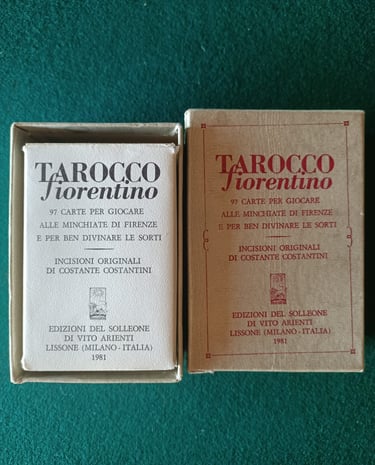 TAROCCO
fiorentino
97 CARTE PER GIOCARE
ALLE MINCHIATE DI FIRENZE
E PER BEN DIVINARE LE SORTI
INCISIONI ORIGINALI
DI COSTANTE COSTANTINI
EDIZIONI DEL SOLLEONE
DI VITO ARIENTI
LISSONE (MILANO - ITALIA)
1981
TAROCCO
fiorentino
97 CARTE PER GIOCARE
ALLE MINCHIATE DI FIRENZE
E PER BEN DIVINARE LE SORTI
INCISIONI ORIGINALI
DI COSTANTE COSTANTINI
EDIZIONI DEL SOLLEONE
DI VITO ARIENTI
LISSONE (MILANO - ITALIA)
1981